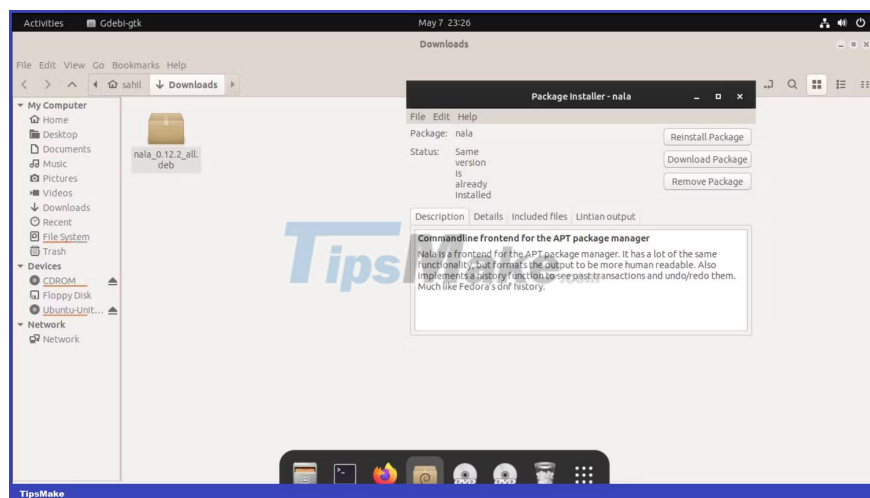 Activities Gdebi-gtk May 7 23:26
Downloads
File Edit View Go Bookmarks Help
sahil Downloads
My Computer
Home
Desktop
Documents
Music
Pictures
Videos
Downloads
Recent
File System
Trash
Devices
CDROM
Floppy Disk
Ubuntu-Unit...
Network
Network
nala_0.12.2_all.
deb
Package Installer - nala
File Edit Help
Package: nala
Status: Same
version
is
already
installed
Reinstall Package
Download Package
Remove Package
Description Details Included files Lintian output
Commandline frontend for the APT package manager
Nala is a frontend for the APT package manager. It has a lot of the same
functionality, but formats the output to be more human readable. Also
implements a history function to see past transactions and undo/redo them.
Much like Fedora's dnf history.
TipsMake.com
DVD
DVD
TipsMake